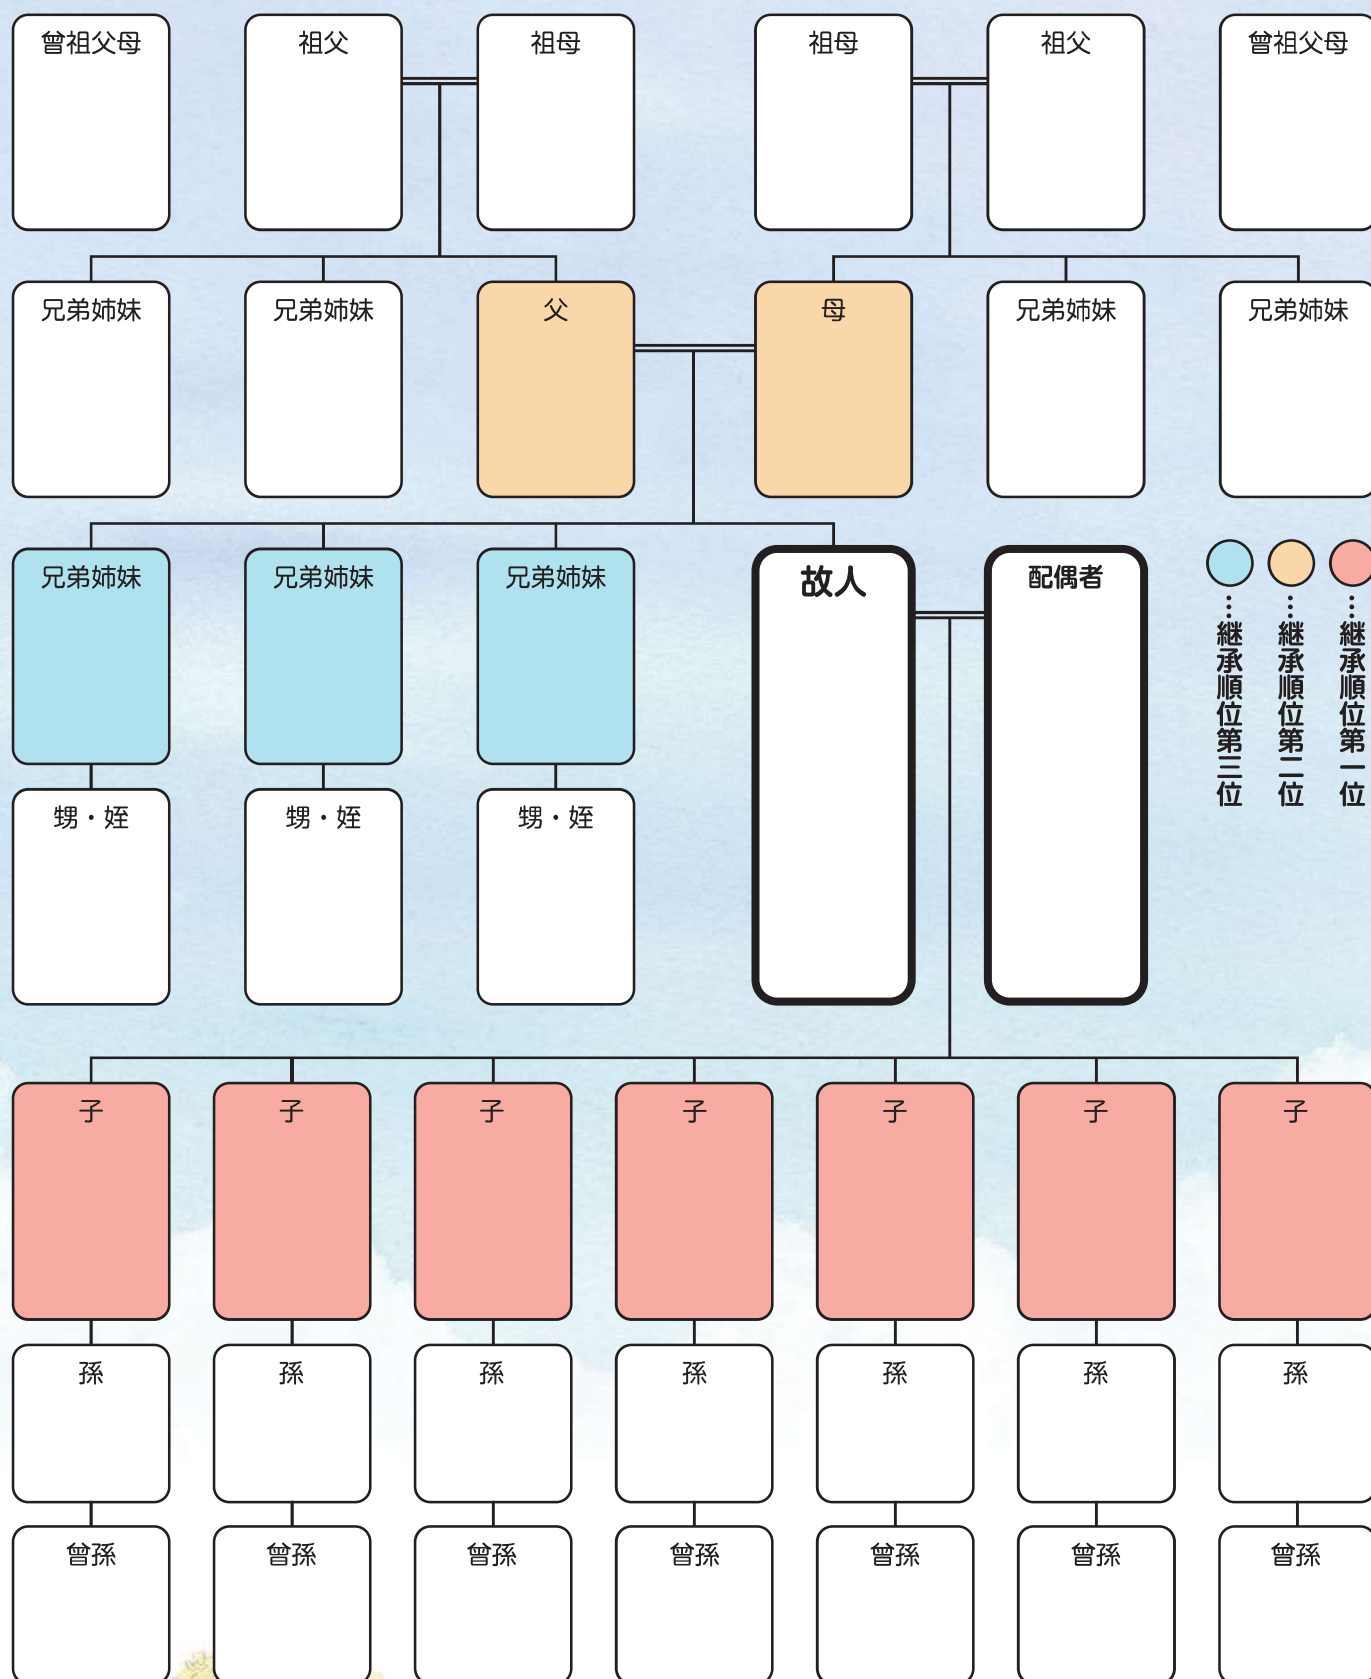 曾祖父母
祖父
祖母
祖母
祖父
曾祖父母
兄弟姉妹
兄弟姉妹
父
母
兄弟姉妹
兄弟姉妹
兄弟姉妹
兄弟姉妹
兄弟姉妹
故人
配偶者
…継承順位第一位
…継承順位第二位
…継承順位第三位
甥・姪
甥・姪
甥・姪
子
子
子
子
子
子
子
孫
孫
孫
孫
孫
孫
孫
曾孫
曾孫
曾孫
曾孫
曾孫
曾孫
曾孫